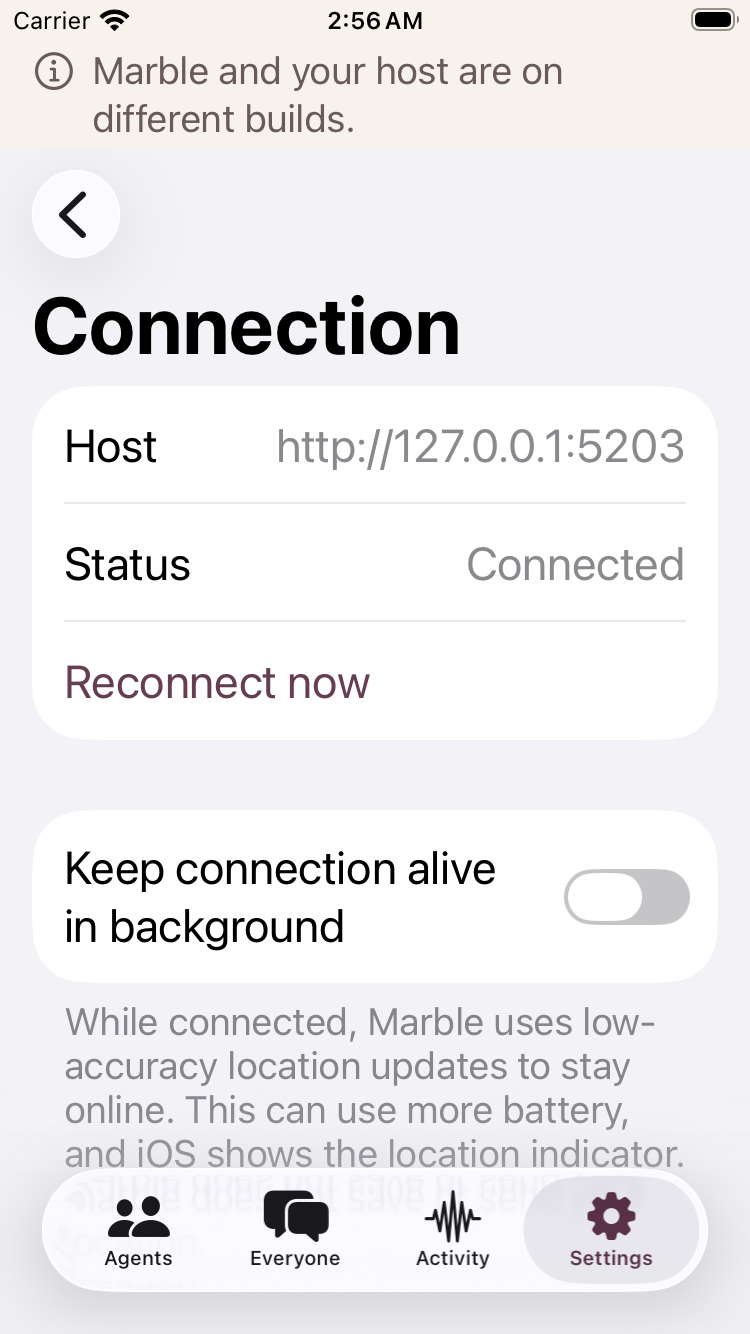 Carrier 2:56 AM
Marble and your host are on
different builds.
Connection
Host http://127.0.0.1:5203
Status Connected
Reconnect now
Keep connection alive
in background
While connected, Marble uses low-
accuracy location updates to stay
online. This can use more battery,
and iOS shows the location indicator.
Agents Everyone Activity Settings